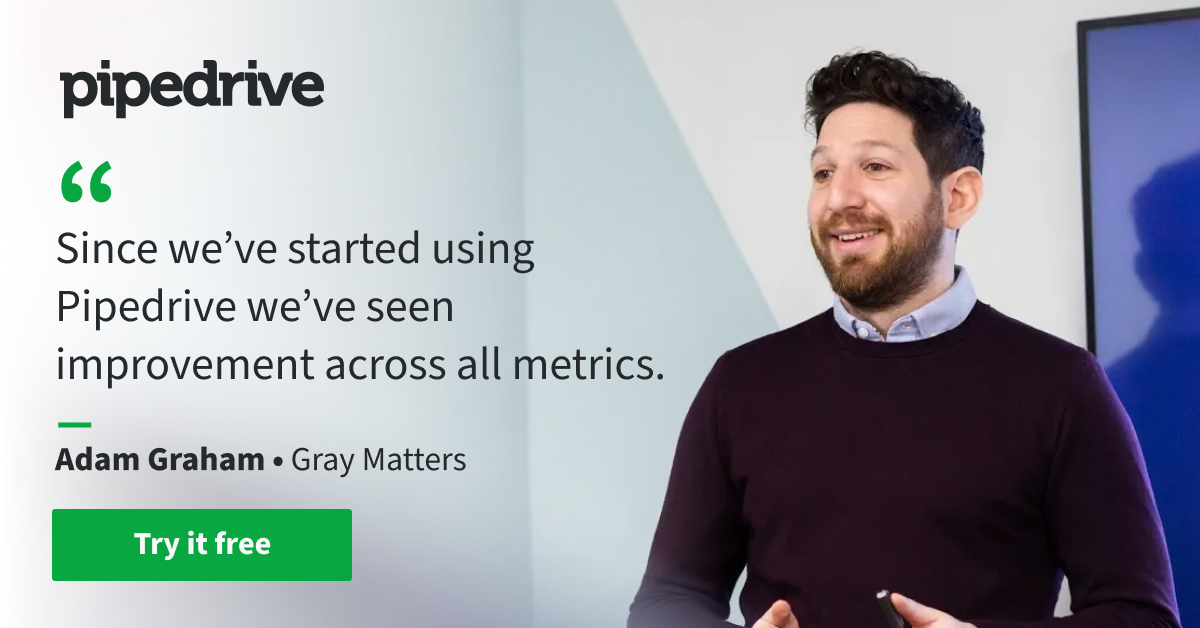 pipedrive
“
Since we’ve started using
Pipedrive we’ve seen
improvement across all metrics.
Adam Graham • Gray Matters
Try it free